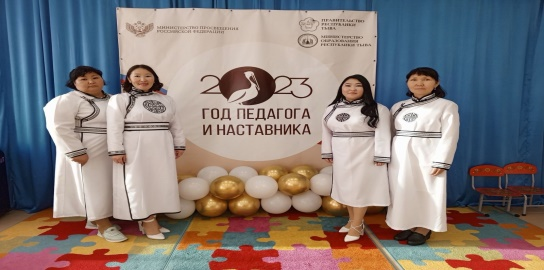 МИНИСТЕРСТВО ПРОСВЕЩЕНИЯ
РОССИЙСКОЙ ФЕДЕРАЦИИ
ПРАВИТЕЛЬСТВО
РЕСПУБЛИКИ
ТЫВА
МИНИСТЕРСТВО
ОБРАЗОВАНИЯ
РЕСПУБЛИКИ ТЫВА
2023
ГОД ПЕДАГОГА
И НАСТАВНИКА